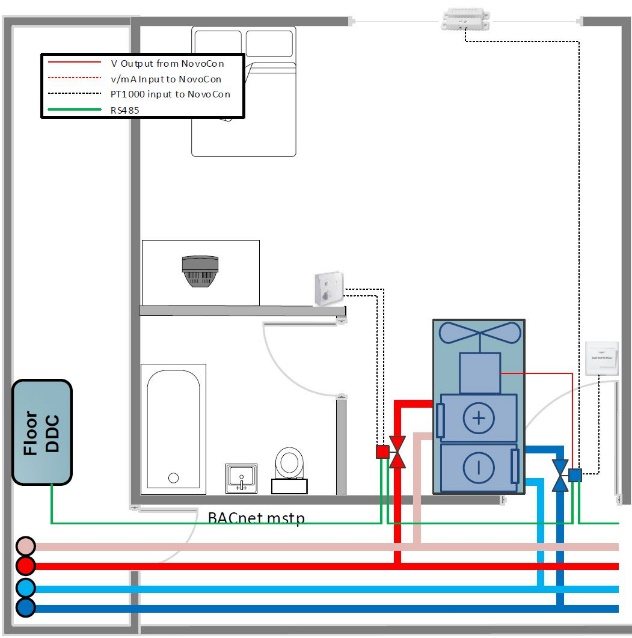 V Output from NovoCon
v/mA Input to NovoCon
PT1000 input to NovoCon
RS485
Floor
DDC
BACnet mstp
+
−